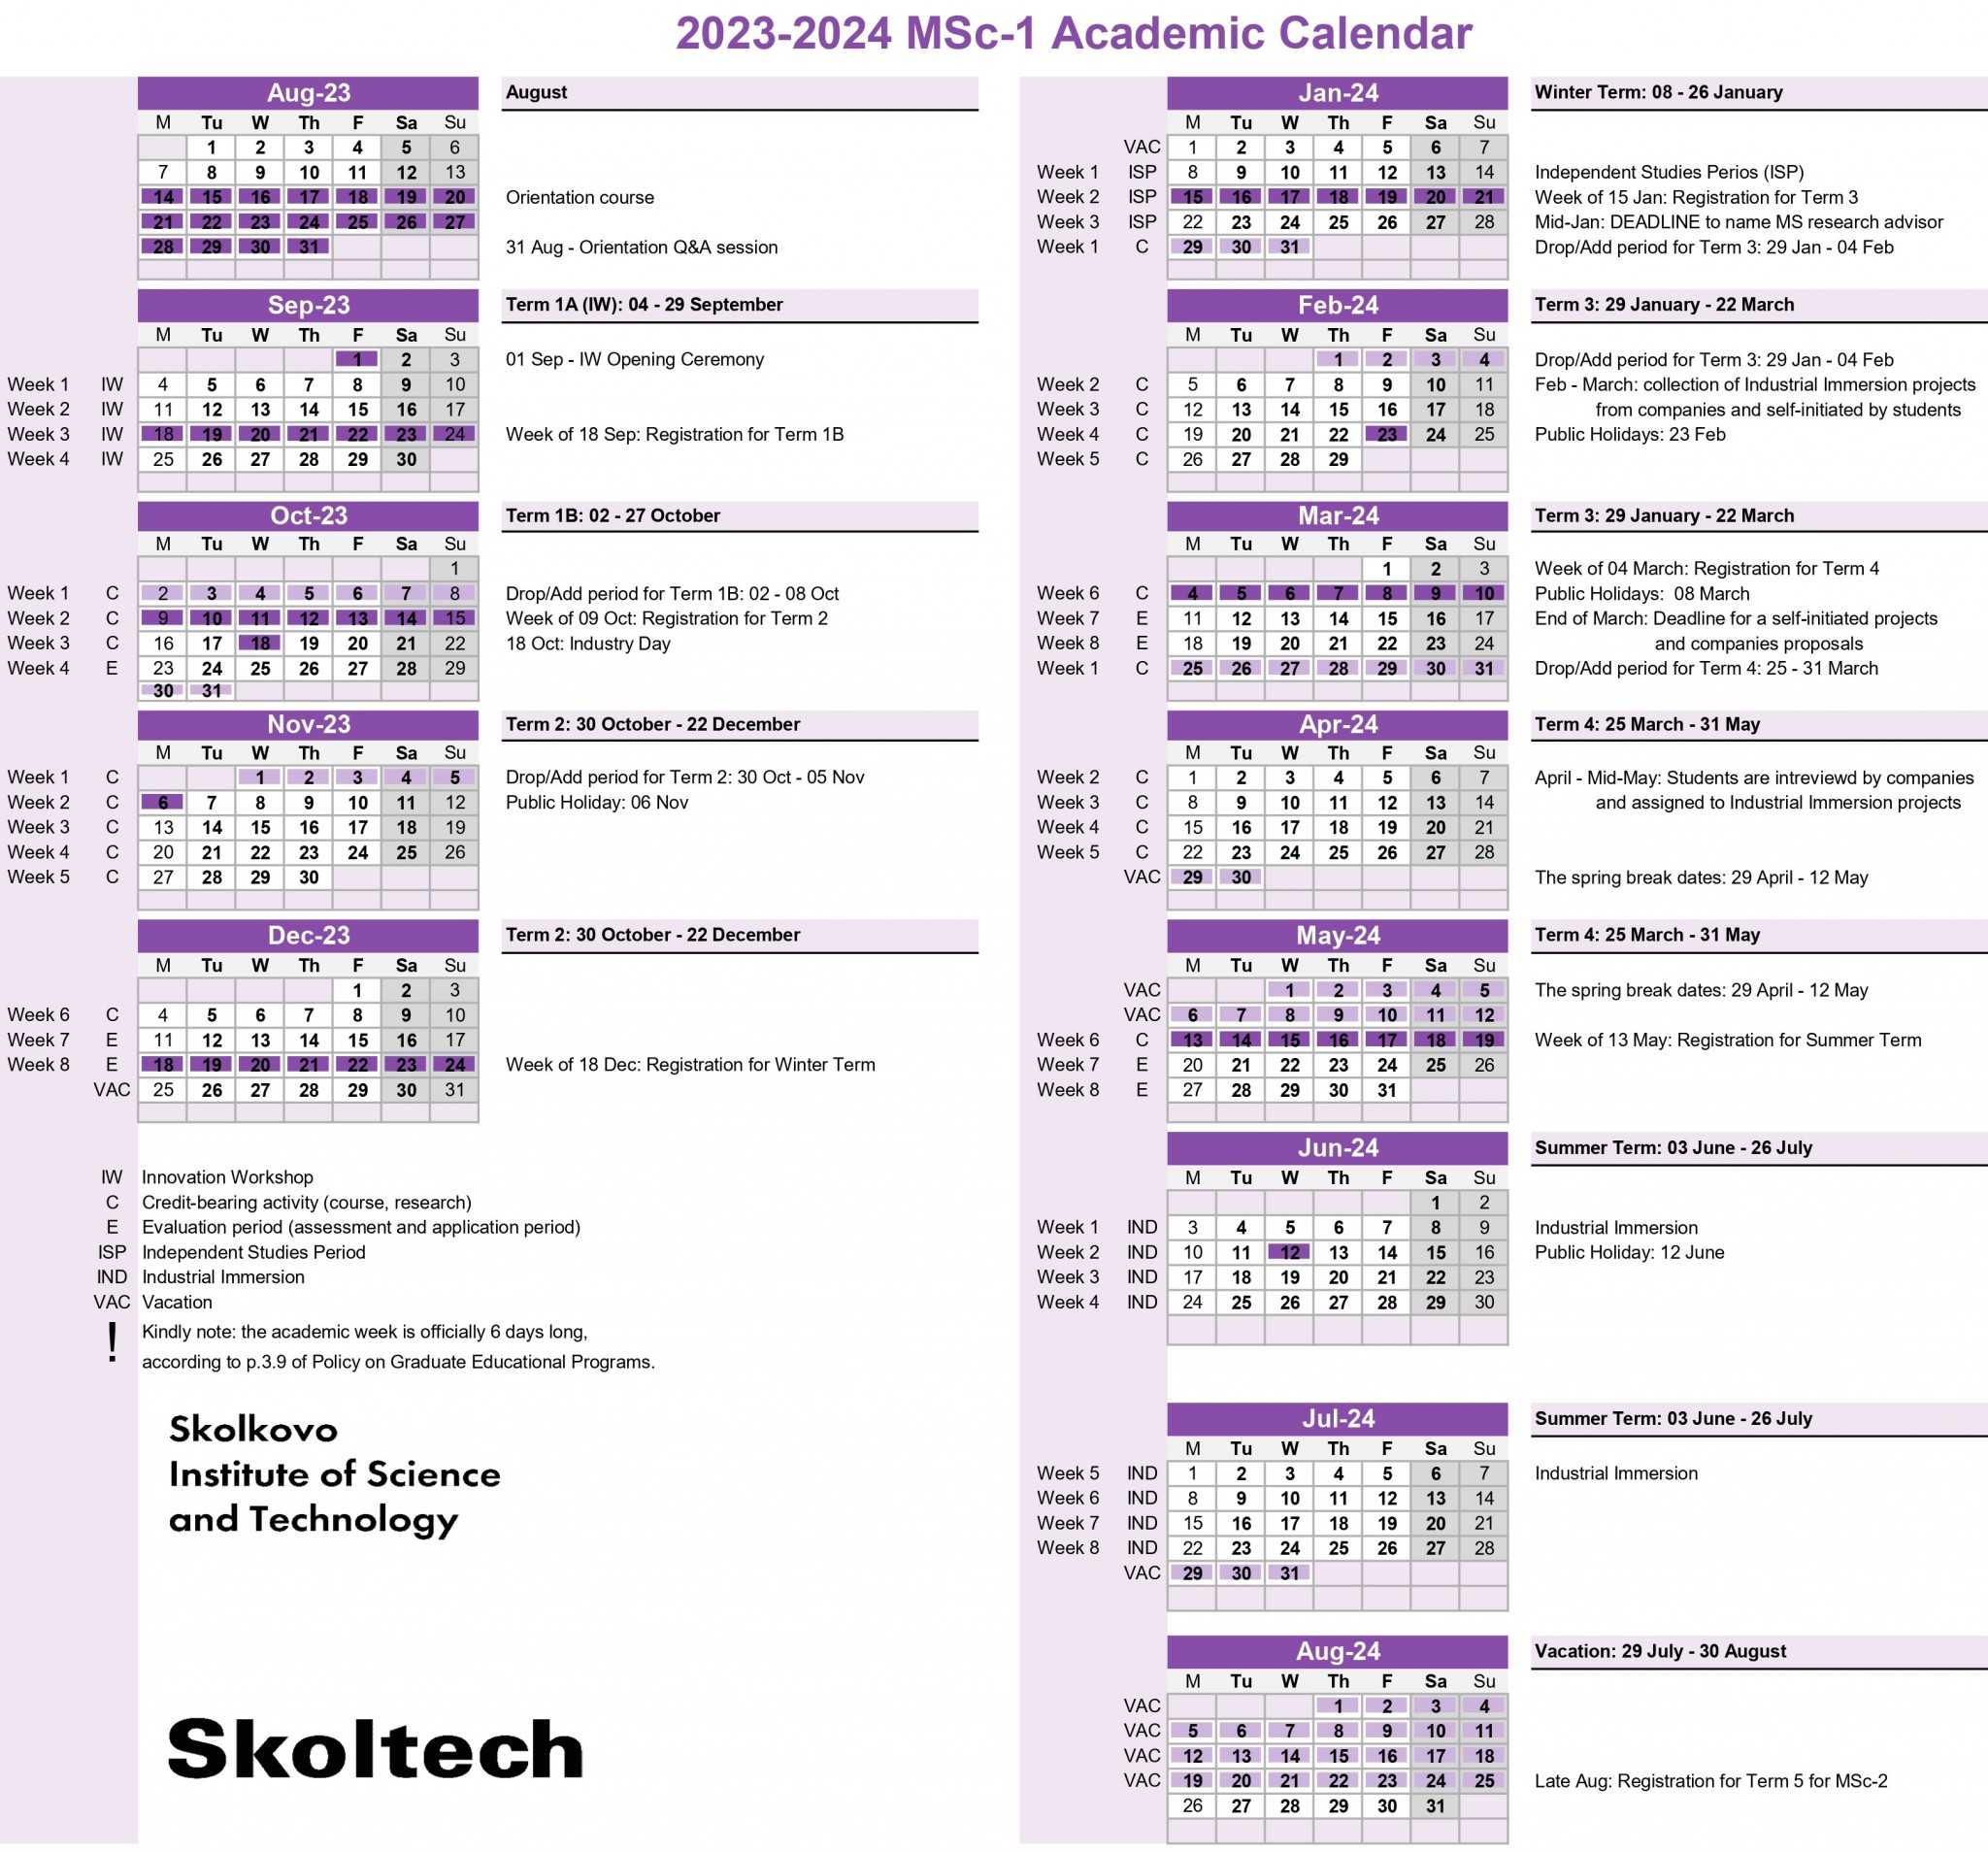 2023-2024 MSc-1 Academic Calendar
Aug-23
August
M Tu W Th F Sa Su
1 2 3 4 5 6
7 8 9 10 11 12 13
14 15 16 17 18 19 20 Orientation course
21 22 23 24 25 26 27
28 29 30 31 31 Aug - Orientation Q&A session
Sep-23
Term 1A (IW): 04 - 29 September
M Tu W Th F Sa Su
1 2 3 01 Sep - IW Opening Ceremony
Week 1 IW 4 5 6 7 8 9 10
Week 2 IW 11 12 13 14 15 16 17
Week 3 IW 18 19 20 21 22 23 24 Week of 18 Sep: Registration for Term 1B
Week 4 IW 25 26 27 28 29 30
Oct-23
Term 1B: 02 - 27 October
M Tu W Th F Sa Su
1
Week 1 C 2 3 4 5 6 7 8 Drop/Add period for Term 1B: 02 - 08 Oct
Week 2 C 9 10 11 12 13 14 15 Week of 09 Oct: Registration for Term 2
Week 3 C 16 17 18 19 20 21 22 18 Oct: Industry Day
Week 4 E 23 24 25 26 27 28 29
30 31
Nov-23
Term 2: 30 October - 22 December
M Tu W Th F Sa Su
Week 1 C 1 2 3 4 5 Drop/Add period for Term 2: 30 Oct - 05 Nov
Week 2 C 6 7 8 9 10 11 12 Public Holiday: 06 Nov
Week 3 C 13 14 15 16 17 18 19
Week 4 C 20 21 22 23 24 25 26
Week 5 C 27 28 29 30
Dec-23
Term 2: 30 October - 22 December
M Tu W Th F Sa Su
1 2 3
Week 6 C 4 5 6 7 8 9 10
Week 7 E 11 12 13 14 15 16 17
Week 8 E 18 19 20 21 22 23 24 Week of 18 Dec: Registration for Winter Term
VAC 25 26 27 28 29 30 31
IW Innovation Workshop
C Credit-bearing activity (course, research)
E Evaluation period (assessment and application period)
ISP Independent Studies Period
IND Industrial Immersion
VAC Vacation
! Kindly note: the academic week is officially 6 days long,
according to p.3.9 of Policy on Graduate Educational Programs.
Skolkovo
Institute of Science
and Technology
Skoltech
Jan-24
Winter Term: 08 - 26 January
M Tu W Th F Sa Su
VAC 1 2 3 4 5 6 7
Week 1 ISP 8 9 10 11 12 13 14 Independent Studies Perios (ISP)
Week 2 ISP 15 16 17 18 19 20 21 Week of 15 Jan: Registration for Term 3
Week 3 ISP 22 23 24 25 26 27 28 Mid-Jan: DEADLINE to name MS research advisor
Week 1 C 29 30 31 Drop/Add period for Term 3: 29 Jan - 04 Feb
Feb-24
Term 3: 29 January - 22 March
M Tu W Th F Sa Su
1 2 3 4 Drop/Add period for Term 3: 29 Jan - 04 Feb
Week 2 C 5 6 7 8 9 10 11 Feb - March: collection of Industrial Immersion projects
Week 3 C 12 13 14 15 16 17 18 from companies and self-initiated by students
Week 4 C 19 20 21 22 23 24 25 Public Holidays: 23 Feb
Week 5 C 26 27 28 29
Mar-24
Term 3: 29 January - 22 March
M Tu W Th F Sa Su
1 2 3 Week of 04 March: Registration for Term 4
Week 6 C 4 5 6 7 8 9 10 Public Holidays: 08 March
Week 7 E 11 12 13 14 15 16 17 End of March: Deadline for a self-initiated projects
Week 8 E 18 19 20 21 22 23 24 and companies proposals
Week 1 C 25 26 27 28 29 30 31 Drop/Add period for Term 4: 25 - 31 March
Apr-24
Term 4: 25 March - 31 May
M Tu W Th F Sa Su
Week 2 C 1 2 3 4 5 6 7 April - Mid-May: Students are intreviewd by companies
Week 3 C 8 9 10 11 12 13 14 and assigned to Industrial Immersion projects
Week 4 C 15 16 17 18 19 20 21
Week 5 C 22 23 24 25 26 27 28
VAC 29 30 The spring break dates: 29 April - 12 May
May-24
Term 4: 25 March - 31 May
M Tu W Th F Sa Su
VAC 1 2 3 4 5 The spring break dates: 29 April - 12 May
VAC 6 7 8 9 10 11 12
Week 6 C 13 14 15 16 17 18 19 Week of 13 May: Registration for Summer Term
Week 7 E 20 21 22 23 24 25 26
Week 8 E 27 28 29 30 31
Jun-24
Summer Term: 03 June - 26 July
M Tu W Th F Sa Su
1 2
Week 1 IND 3 4 5 6 7 8 9 Industrial Immersion
Week 2 IND 10 11 12 13 14 15 16 Public Holiday: 12 June
Week 3 IND 17 18 19 20 21 22 23
Week 4 IND 24 25 26 27 28 29 30
Jul-24
Summer Term: 03 June - 26 July
M Tu W Th F Sa Su
Week 5 IND 1 2 3 4 5 6 7 Industrial Immersion
Week 6 IND 8 9 10 11 12 13 14
Week 7 IND 15 16 17 18 19 20 21
Week 8 IND 22 23 24 25 26 27 28
VAC 29 30 31
Aug-24
Vacation: 29 July - 30 August
M Tu W Th F Sa Su
VAC 1 2 3 4
VAC 5 6 7 8 9 10 11
VAC 12 13 14 15 16 17 18
VAC 19 20 21 22 23 24 25 Late Aug: Registration for Term 5 for MSc-2
26 27 28 29 30 31